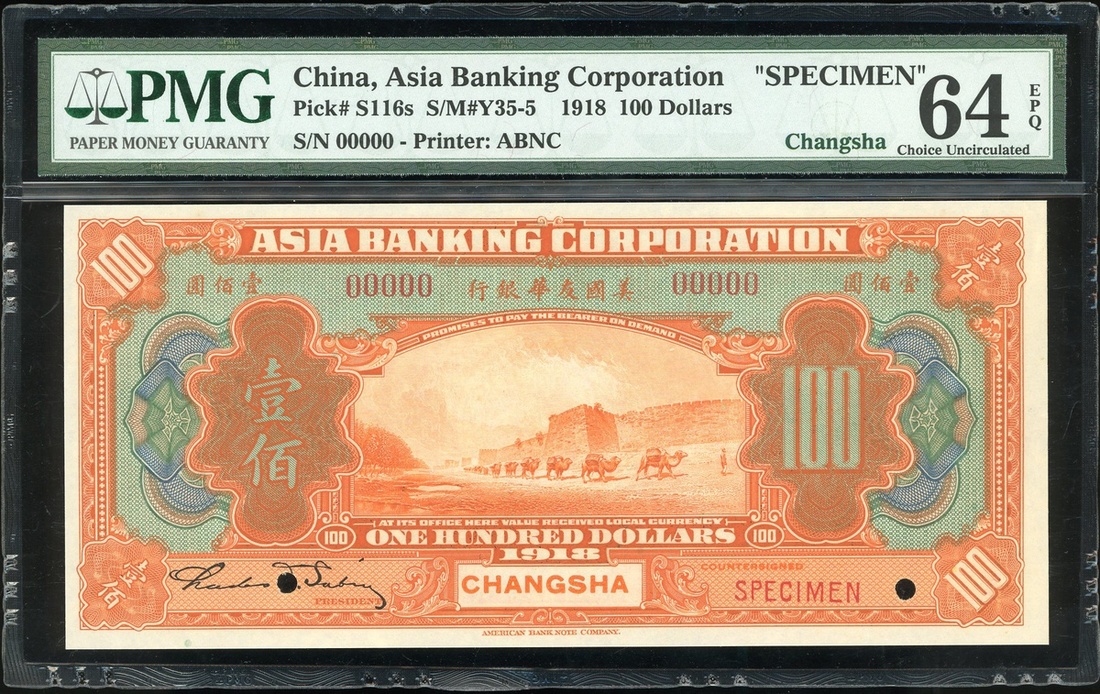 PMG
PAPER MONEY GUARANTY
China, Asia Banking Corporation "SPECIMEN"
Pick# S116s S/M#Y35-5 1918 100 Dollars
S/N 00000 - Printer: ABNC
Changsha
64 EPQ
Choice Uncirculated
100 ASIA BANKING CORPORATION 壹佰
圓佰壹 00000 行銀華友國美 00000 圓佰壹
PROMISES TO PAY THE BEARER ON DEMAND
壹佰 100
(AT ITS OFFICE HERE VALUE RECEIVED LOCAL CURRENCY)
100 ONE HUNDRED DOLLARS 100
1918
壹佰 CHANGSHA COUNTERSIGNED 100
PRESIDENT SPECIMEN
AMERICAN BANK NOTE COMPANY.